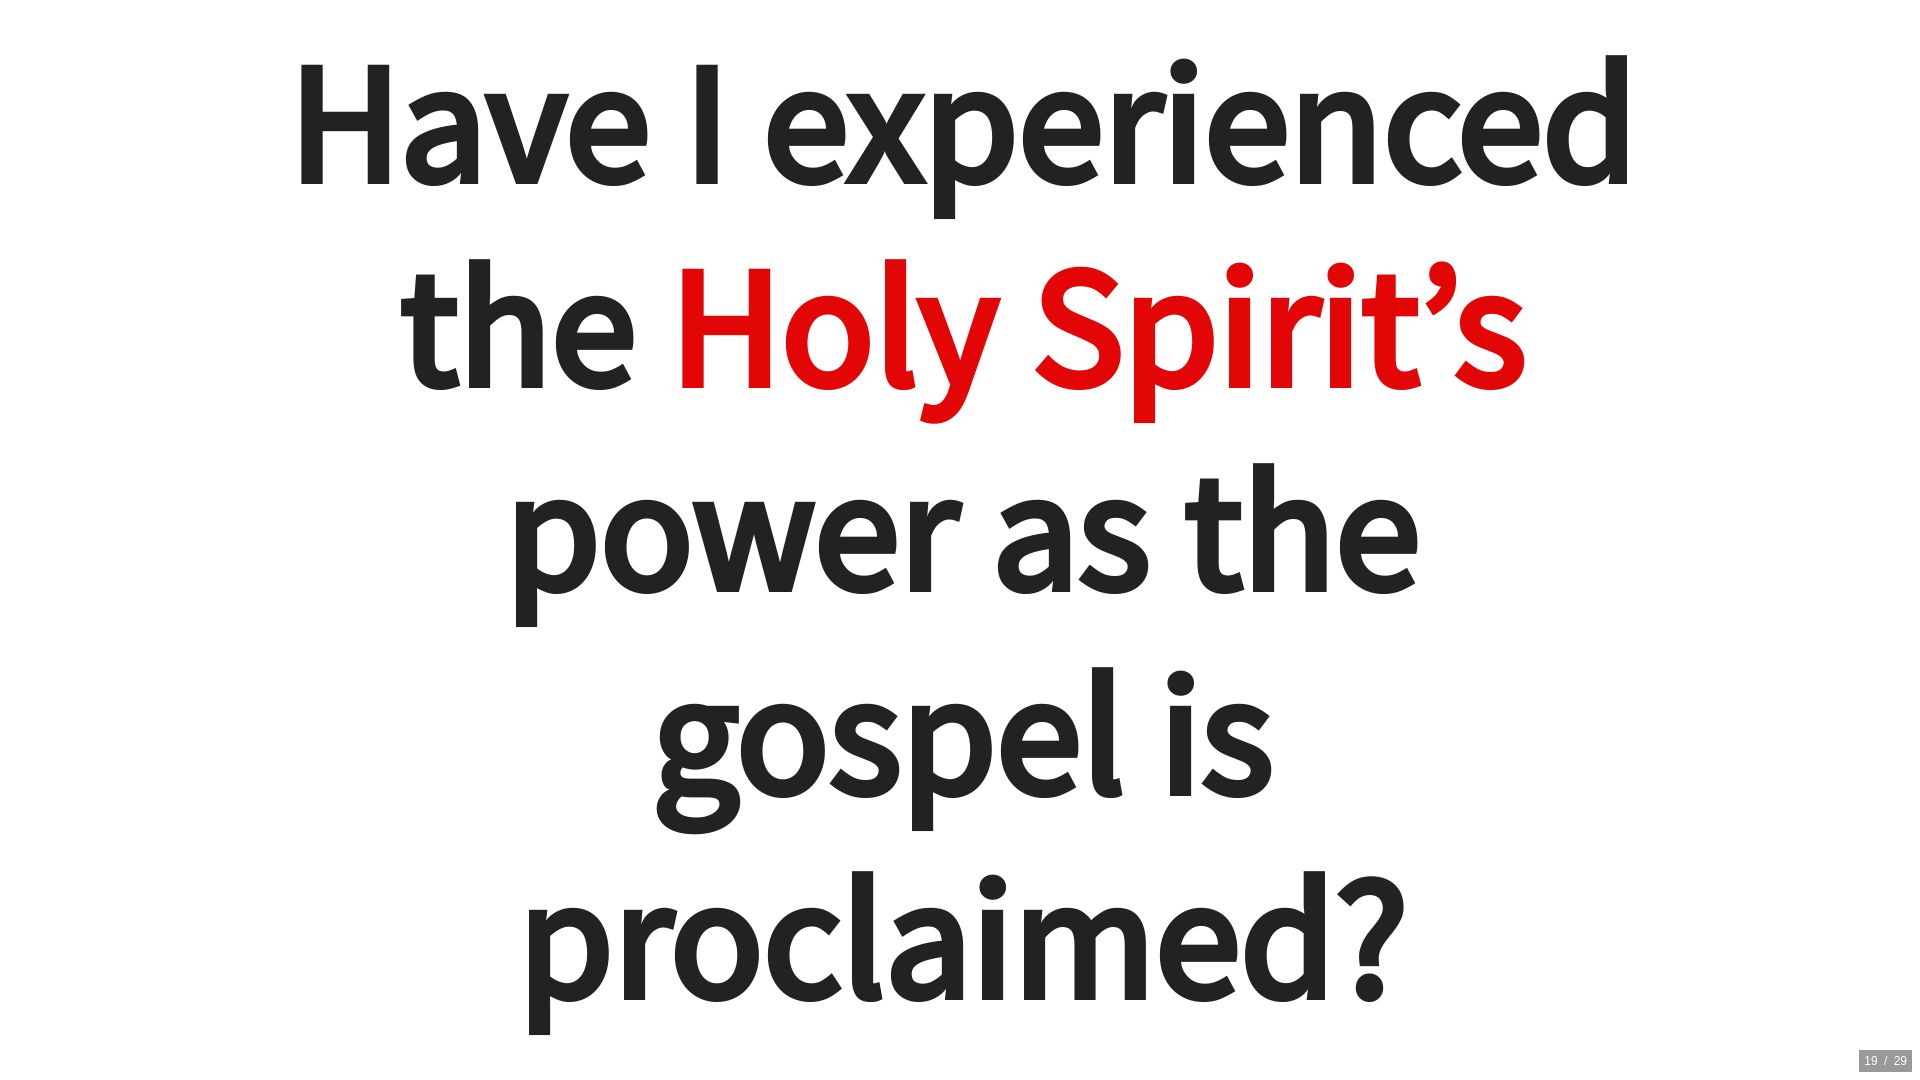 Have I experienced
the Holy Spirit’s
power as the
gospel is
proclaimed?
19 / 29